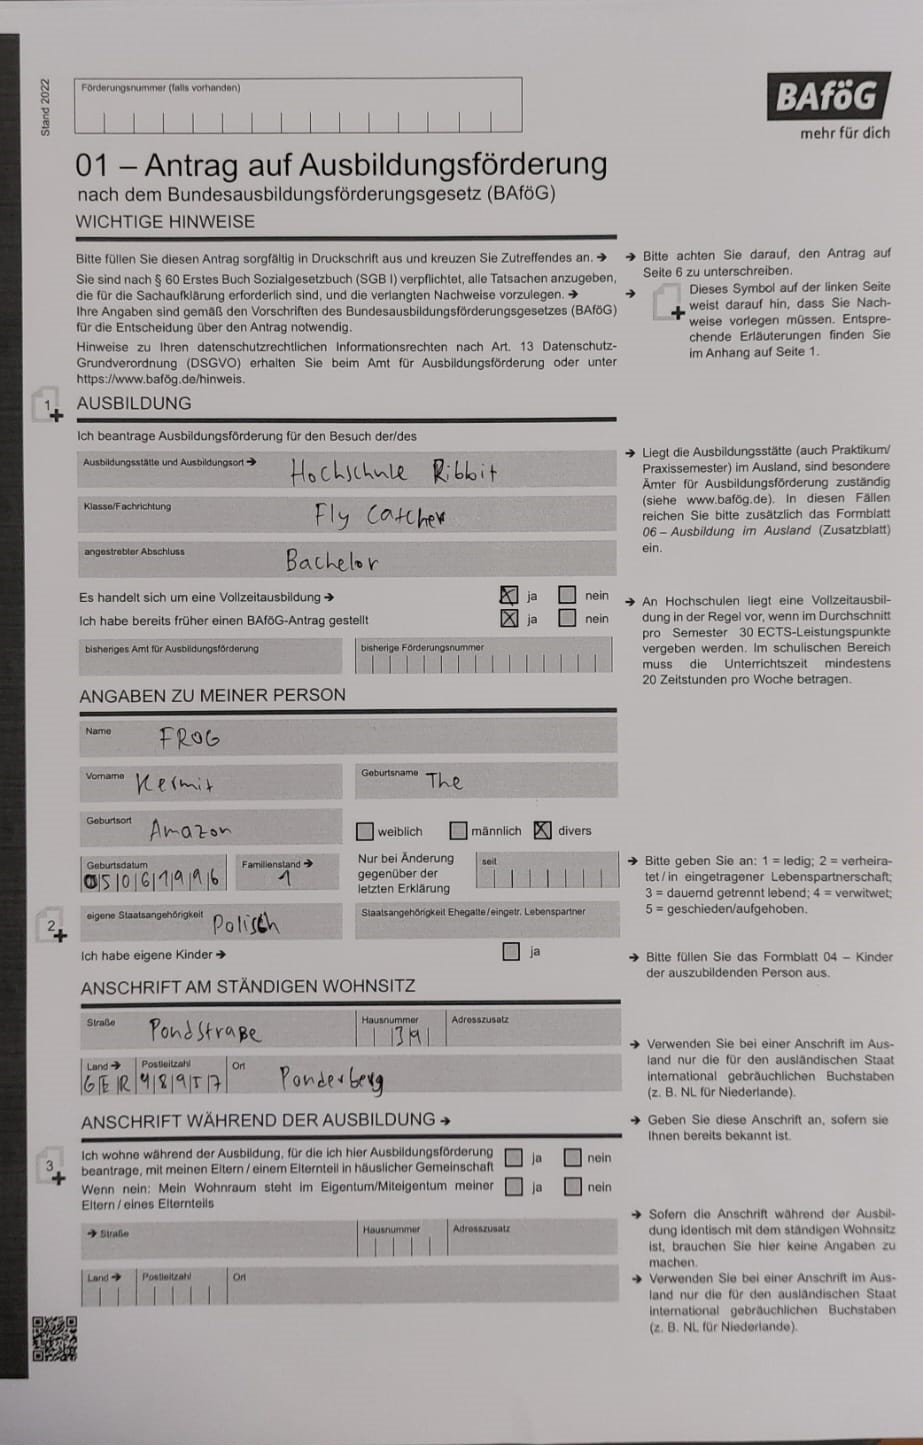 Stand 2022
Förderungsnummer (falls vorhanden)
BAföG
mehr für dich
01 – Antrag auf Ausbildungsförderung
nach dem Bundesausbildungsförderungsgesetz (BAföG)
WICHTIGE HINWEISE
Bitte füllen Sie diesen Antrag sorgfältig in Druckschrift aus und kreuzen Sie Zutreffendes an. →
Sie sind nach § 60 Erstes Buch Sozialgesetzbuch (SGB I) verpflichtet, alle Tatsachen anzugeben,
die für die Sachaufklärung erforderlich sind, und die verlangten Nachweise vorzulegen. →
Ihre Angaben sind gemäß den Vorschriften des Bundesausbildungsförderungsgesetzes (BAföG)
für die Entscheidung über den Antrag notwendig.
Hinweise zu Ihren datenschutzrechtlichen Informationsrechten nach Art. 13 Datenschutz-
Grundverordnung (DSGVO) erhalten Sie beim Amt für Ausbildungsförderung oder unter
https://www.bafög.de/hinweis.
→ Bitte achten Sie darauf, den Antrag auf
Seite 6 zu unterschreiben.
→ Dieses Symbol auf der linken Seite
weist darauf hin, dass Sie Nach-
weise vorlegen müssen. Entspre-
chende Erläuterungen finden Sie
im Anhang auf Seite 1.
1 AUSBILDUNG
Ich beantrage Ausbildungsförderung für den Besuch der/des
Ausbildungsstätte und Ausbildungsort → Hochschule Ribbit
Klasse/Fachrichtung Fly Catcher
angestrebter Abschluss Bachelor
Es handelt sich um eine Vollzeitausbildung → ja nein
Ich habe bereits früher einen BAföG-Antrag gestellt ja nein
bisheriges Amt für Ausbildungsförderung bisherige Förderungsnummer
→ Liegt die Ausbildungsstätte (auch Praktikum/
Praxissemester) im Ausland, sind besondere
Ämter für Ausbildungsförderung zuständig
(siehe www.bafög.de). In diesen Fällen
reichen Sie bitte zusätzlich das Formblatt
06 – Ausbildung im Ausland (Zusatzblatt)
ein.
→ An Hochschulen liegt eine Vollzeitausbil-
dung in der Regel vor, wenn im Durchschnitt
pro Semester 30 ECTS-Leistungspunkte
vergeben werden. Im schulischen Bereich
muss die Unterrichtszeit mindestens
20 Zeitstunden pro Woche betragen.
ANGABEN ZU MEINER PERSON
Name FROG
Vorname Kermit Geburtsname The
Geburtsort Amazon weiblich männlich divers
Geburtsdatum 05061996 Familienstand → 1
Nur bei Änderung
gegenüber der
letzten Erklärung
seit
→ Bitte geben Sie an: 1 = ledig; 2 = verheira-
tet / in eingetragener Lebenspartnerschaft;
3 = dauernd getrennt lebend; 4 = verwitwet;
5 = geschieden/aufgehoben.
2 eigene Staatsangehörigkeit Polisch Staatsangehörigkeit Ehegatte/eingetr. Lebenspartner
Ich habe eigene Kinder → ja
→ Bitte füllen Sie das Formblatt 04 – Kinder
der auszubildenden Person aus.
ANSCHRIFT AM STÄNDIGEN WOHNSITZ
Straße Pondstraße Hausnummer 39 Adresszusatz
Land → GER Postleitzahl Ort Ponderberg
→ Verwenden Sie bei einer Anschrift im Aus-
land nur die für den ausländischen Staat
international gebräuchlichen Buchstaben
(z. B. NL für Niederlande).
ANSCHRIFT WÄHREND DER AUSBILDUNG →
→ Geben Sie diese Anschrift an, sofern sie
Ihnen bereits bekannt ist.
3 Ich wohne während der Ausbildung, für die ich hier Ausbildungsförderung
beantrage, mit meinen Eltern / einem Elternteil in häuslicher Gemeinschaft ja nein
Wenn nein: Mein Wohnraum steht im Eigentum/Miteigentum meiner
Eltern / eines Elternteils ja nein
→ Straße Hausnummer Adresszusatz
Land → Postleitzahl Ort
→ Sofern die Anschrift während der Ausbil-
dung identisch mit dem ständigen Wohnsitz
ist, brauchen Sie hier keine Angaben zu
machen.
→ Verwenden Sie bei einer Anschrift im Aus-
land nur die für den ausländischen Staat
international gebräuchlichen Buchstaben
(z. B. NL für Niederlande).